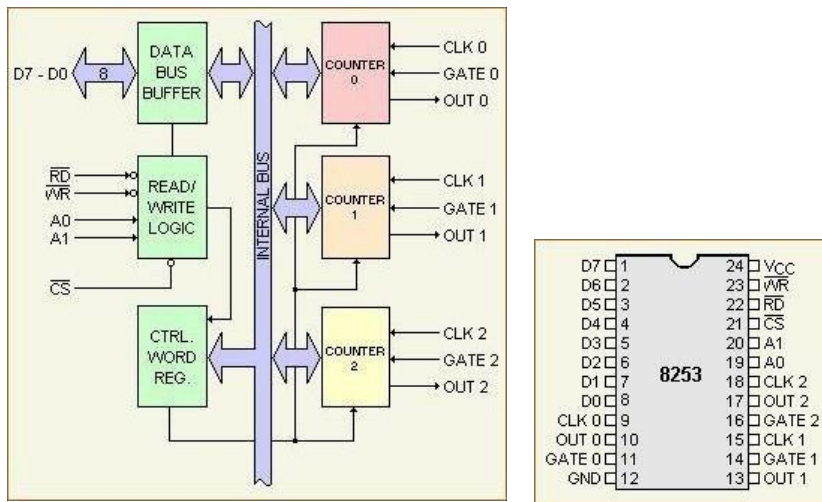 DATA
BUS
BUFFER
D7 - D0
8
COUNTER
0
CLK 0
GATE 0
OUT 0
RD
WR
A0
A1
CS
READ/
WRITE
LOGIC
INTERNAL BUS
COUNTER
1
CLK 1
GATE 1
OUT 1
CTRL.
WORD
REG.
COUNTER
2
CLK 2
GATE 2
OUT 2
8253
D7 1
D6 2
D5 3
D4 4
D3 5
D2 6
D1 7
D0 8
CLK 0 9
OUT 0 10
GATE 0 11
GND 12
24 VCC
23 WR
22 RD
21 CS
20 A1
19 A0
18 CLK 2
17 OUT 2
16 GATE 2
15 CLK 1
14 GATE 1
13 OUT 1